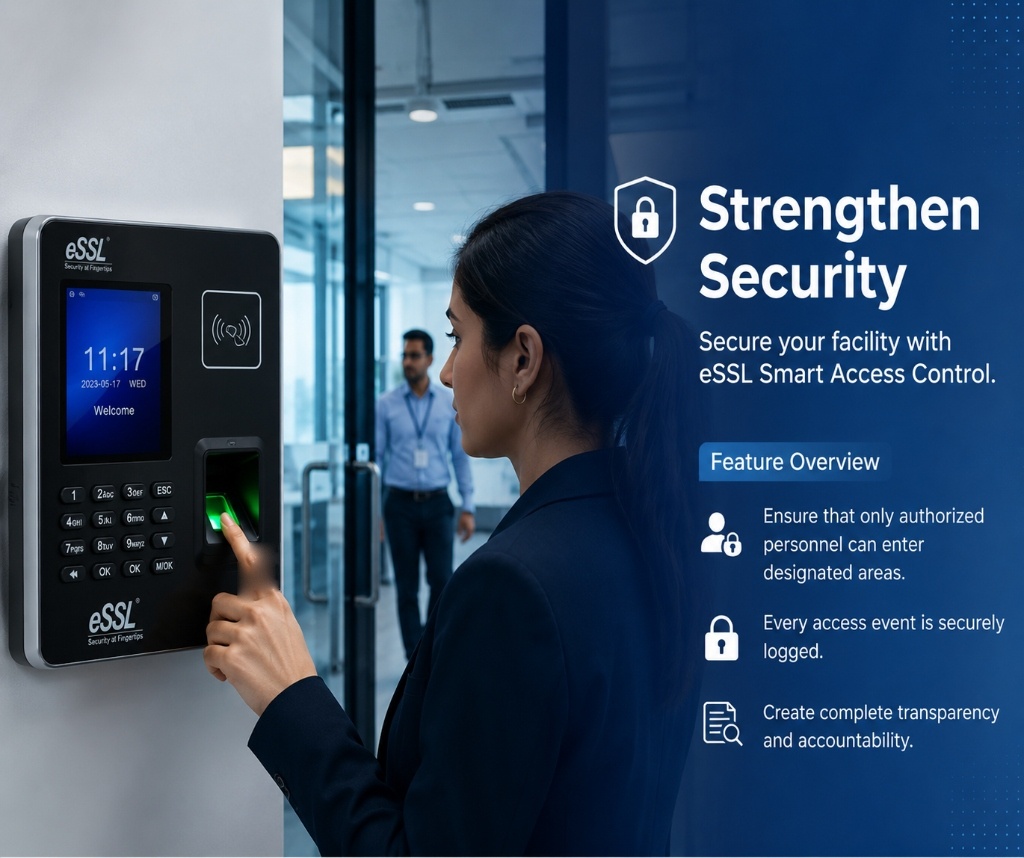 eSSL
Security at Fingertips
11:17
2023-05-17 WED
Welcome
1 2ABC 3DEF ESC
4GHI 5JKL 6MNO ▲
7PQRS 8TUV 9WXYZ ▼
OK OK M/OK
eSSL
Security at Fingertips
Strengthen
Security
Secure your facility with
eSSL Smart Access Control.
Feature Overview
Ensure that only authorized
personnel can enter
designated areas.
Every access event is securely
logged.
Create complete transparency
and accountability.